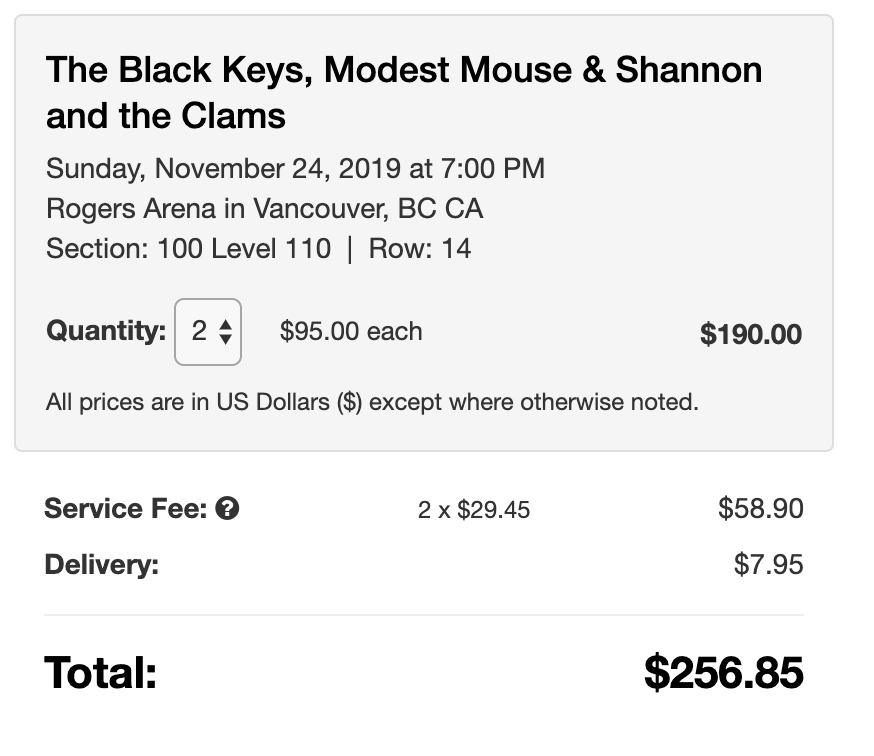 The Black Keys, Modest Mouse & Shannon
and the Clams
Sunday, November 24, 2019 at 7:00 PM
Rogers Arena in Vancouver, BC CA
Section: 100 Level 110 | Row: 14
Quantity: 2 $95.00 each $190.00
All prices are in US Dollars ($) except where otherwise noted.
Service Fee: ? 2 x $29.45 $58.90
Delivery: $7.95
Total: $256.85